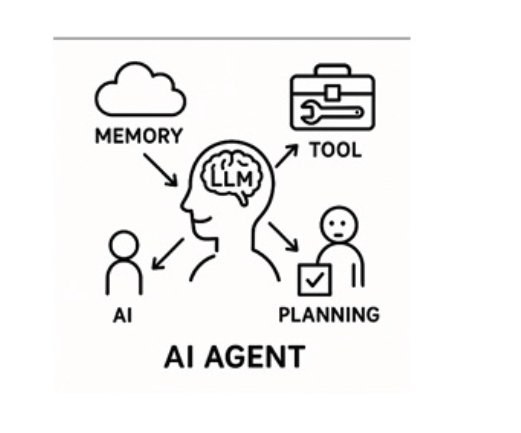 MEMORY
TOOL
LLM
AI
PLANNING
AI AGENT